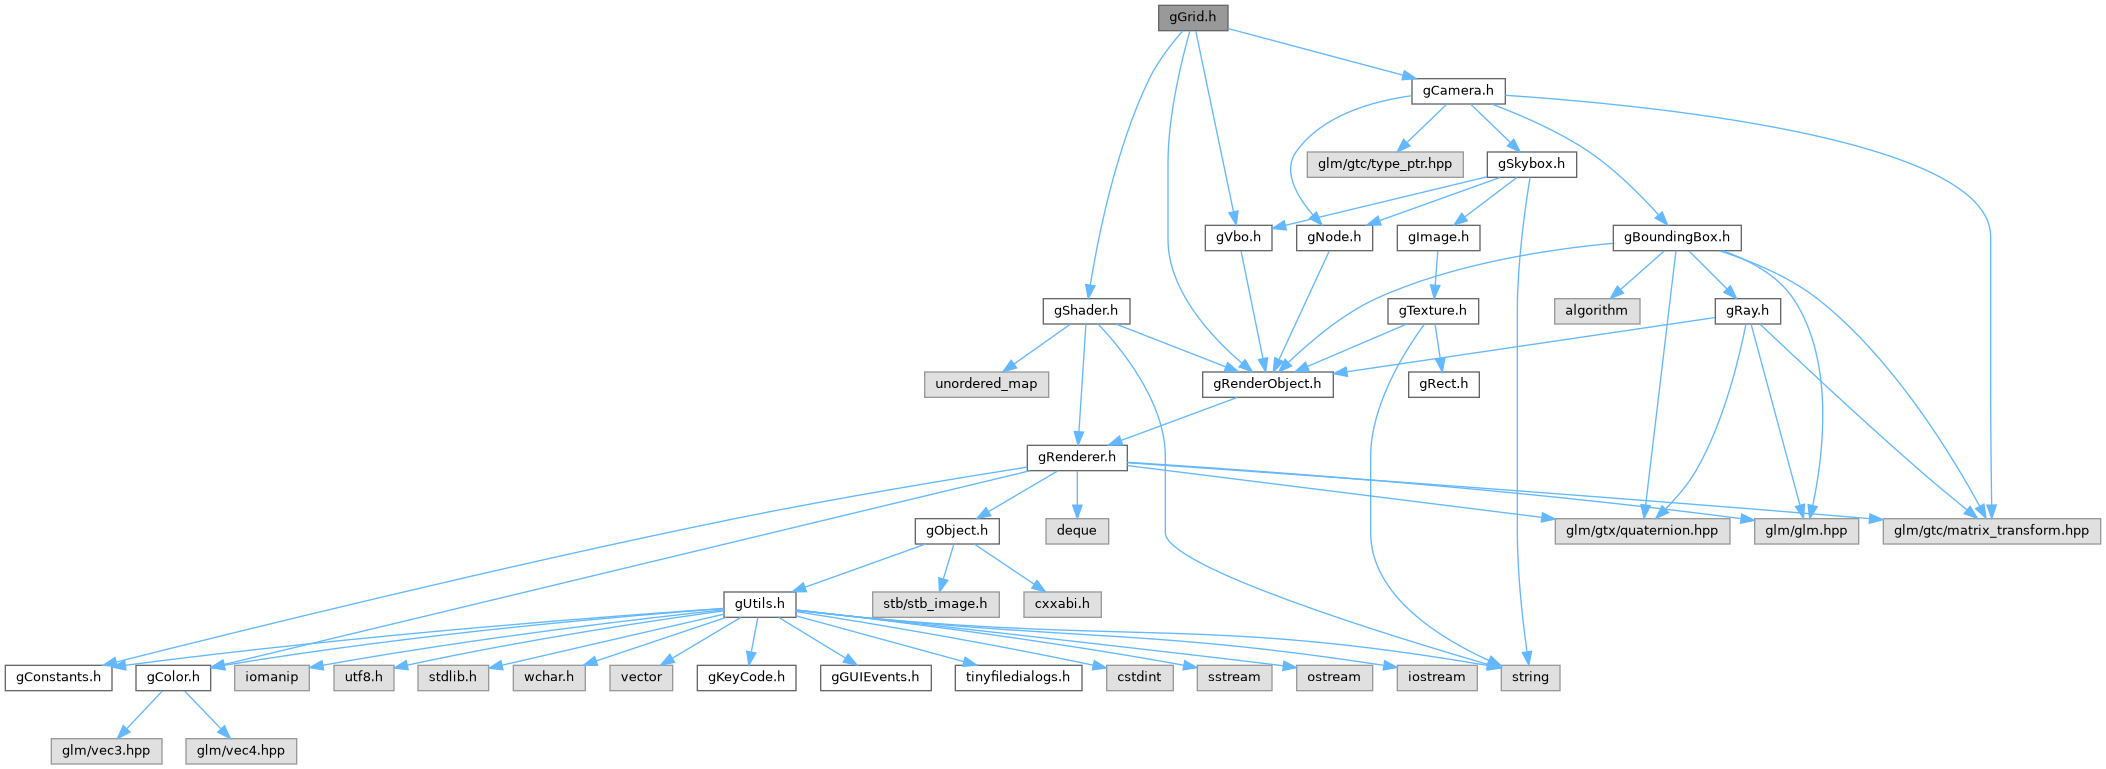 gGrid.h
gCamera.h
glm/gtc/type_ptr.hpp
gSkybox.h
gVbo.h
gNode.h
gImage.h
gBoundingBox.h
gShader.h
gTexture.h
algorithm
gRay.h
unordered_map
gRenderObject.h
gRect.h
gRenderer.h
gObject.h
deque
glm/gtx/quaternion.hpp
glm/glm.hpp
glm/gtc/matrix_transform.hpp
gUtils.h
stb/stb_image.h
cxxabi.h
gConstants.h
gColor.h
iomanip
utf8.h
stdlib.h
wchar.h
vector
gKeyCode.h
gGUIEvents.h
tinyfiledialogs.h
cstdint
sstream
ostream
iostream
string
glm/vec3.hpp
glm/vec4.hpp